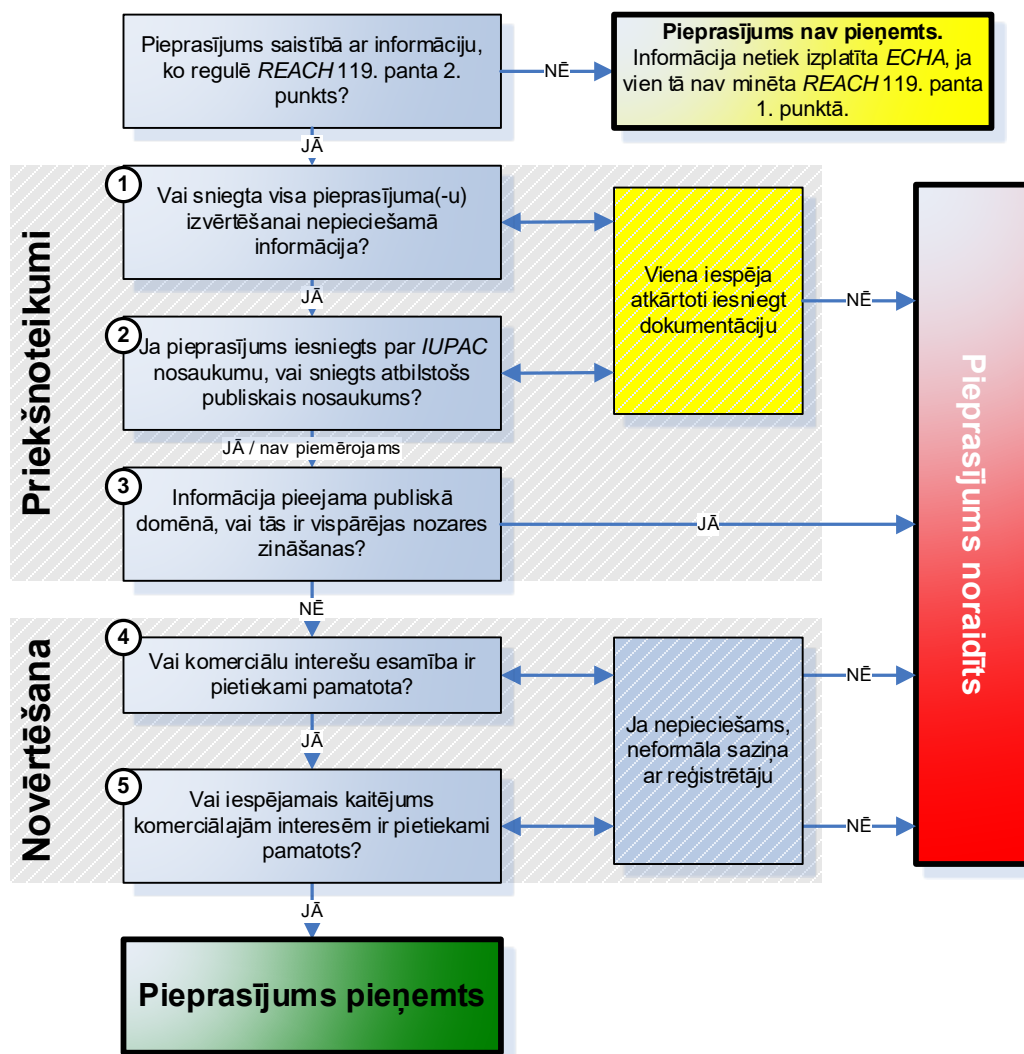 Pieprasījums saistībā ar informāciju,
ko regulē REACH 119. panta 2.
punkts?
NĒ
Pieprasījums nav pieņemts.
Informācija netiek izplatīta ECHA, ja
vien tā nav minēta REACH 119. panta
1. punktā.
JĀ
Priekšnoteikumi
1
Vai sniegta visa pieprasījuma(-u)
izvērtēšanai nepieciešamā
informācija?
Viena iespēja
atkārtoti iesniegt
dokumentāciju
NĒ
JĀ
2
Ja pieprasījums iesniegts par IUPAC
nosaukumu, vai sniegts atbilstošs
publiskais nosaukums?
JĀ / nav piemērojams
3
Informācija pieejama publiskā
domēnā, vai tās ir vispārējas nozares
zināšanas?
JĀ
Pieprasījums noraidīts
NĒ
Novērtēšana
4
Vai komerciālu interešu esamība ir
pietiekami pamatota?
NĒ
Ja nepieciešams,
neformāla saziņa
ar reģistrētāju
JĀ
5
Vai iespējamais kaitējums
komerciālajām interesēm ir pietiekami
pamatots?
NĒ
JĀ
Pieprasījums pieņemts